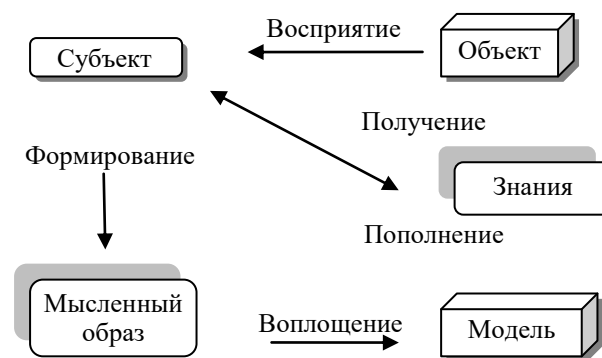 Восприятие
Субъект
Объект
Получение
Формирование
Знания
Пополнение
Мысленный
образ
Воплощение
Модель